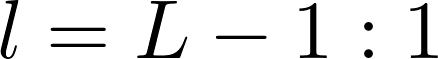 l = L − 1 : 1